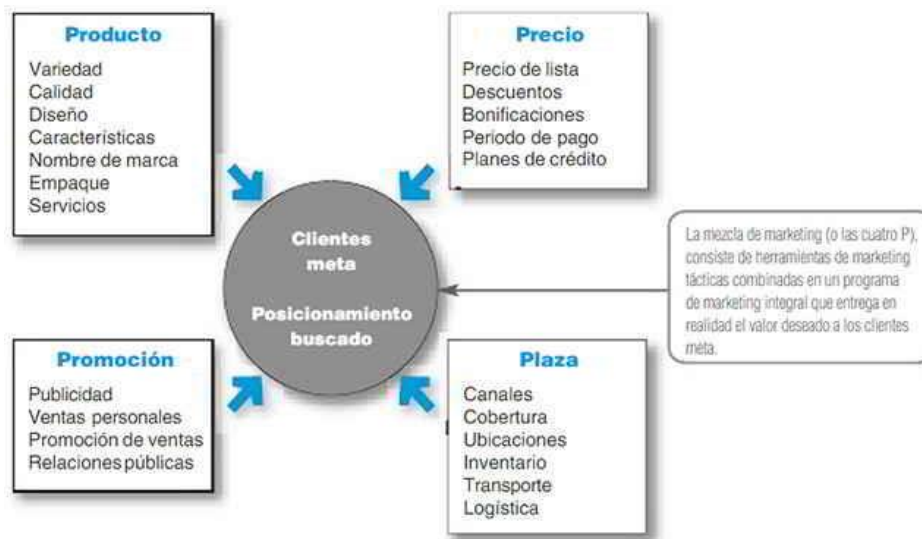 Producto
Variedad
Calidad
Diseño
Características
Nombre de marca
Empaque
Servicios
Precio
Precio de lista
Descuentos
Bonificaciones
Periodo de pago
Planes de crédito
Clientes
meta
Posicionamiento
buscado
La mezcla de marketing (o las cuatro P),
consiste de herramientas de marketing
tácticas combinadas en un programa
de marketing integral que entrega en
realidad el valor deseado a los clientes
meta.
Promoción
Publicidad
Ventas personales
Promoción de ventas
Relaciones públicas
Plaza
Canales
Cobertura
Ubicaciones
Inventario
Transporte
Logística